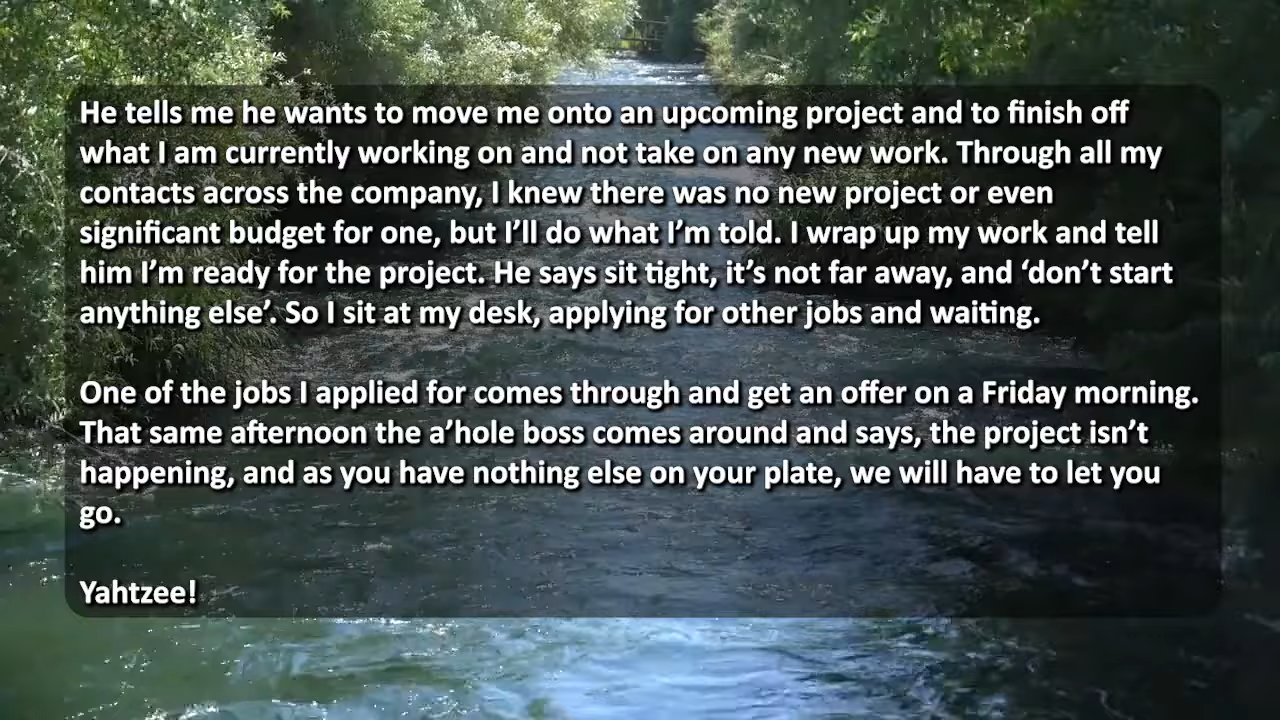 He tells me he wants to move me onto an upcoming project and to finish off
what I am currently working on and not take on any new work. Through all my
contacts across the company, I knew there was no new project or even
significant budget for one, but I’ll do what I’m told. I wrap up my work and tell
him I’m ready for the project. He says sit tight, it’s not far away, and ‘don’t start
anything else’. So I sit at my desk, applying for other jobs and waiting.
One of the jobs I applied for comes through and get an offer on a Friday morning.
That same afternoon the a’hole boss comes around and says, the project isn’t
happening, and as you have nothing else on your plate, we will have to let you
go.
Yahtzee!